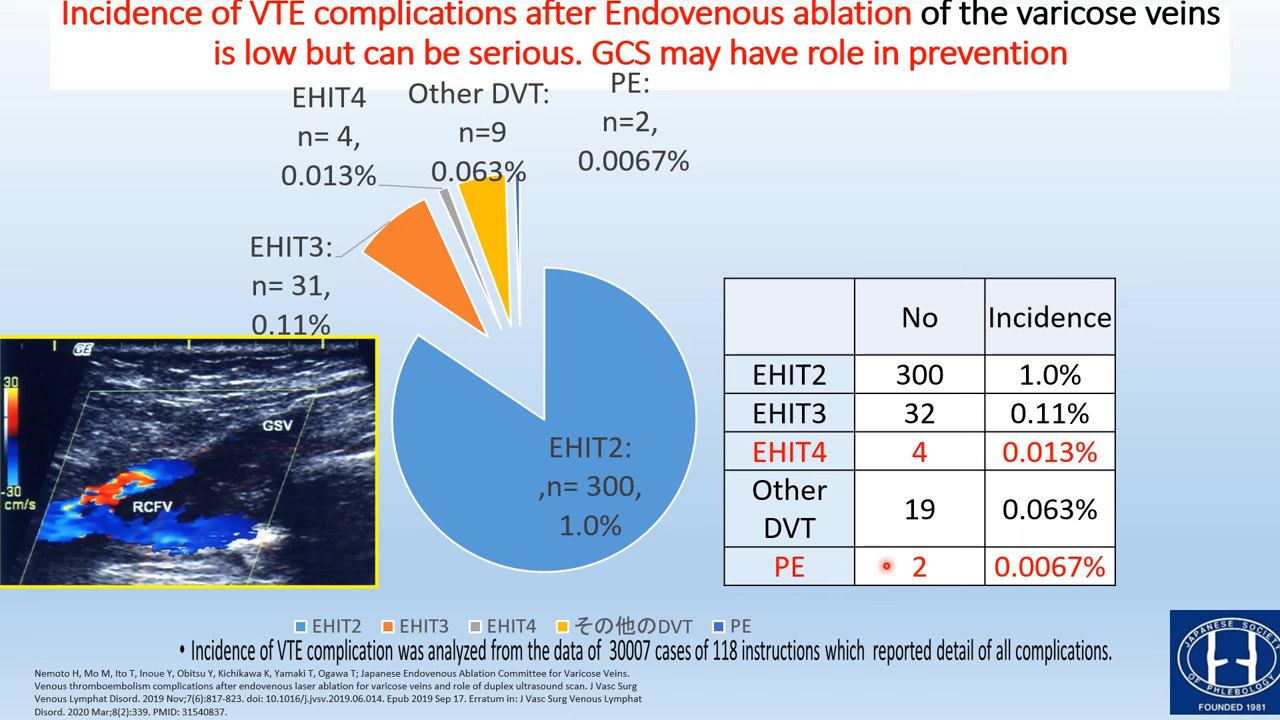 Incidence of VTE complications after Endovenous ablation of the varicose veins
is low but can be serious. GCS may have role in prevention
EHIT4
n= 4,
0.013%
Other DVT:
n=9
0.063%
PE:
n=2,
0.0067%
EHIT3:
n= 31,
0.11%
EHIT2:
,n= 300,
1.0%
GE
30
-30
cm/s
GSV
RCFV
No Incidence
EHIT2 300 1.0%
EHIT3 32 0.11%
EHIT4 4 0.013%
Other
DVT 19 0.063%
PE 2 0.0067%
EHIT2 EHIT3 EHIT4 その他のDVT PE
• Incidence of VTE complication was analyzed from the data of 30007 cases of 118 instructions which reported detail of all complications.
Nemoto H, Mo M, Ito T, Inoue Y, Obitsu Y, Kichikawa K, Yamaki T, Ogawa T; Japanese Endovenous Ablation Committee for Varicose Veins.
Venous thromboembolism complications after endovenous laser ablation for varicose veins and role of duplex ultrasound scan. J Vasc Surg
Venous Lymphat Disord. 2019 Nov;7(6):817-823. doi: 10.1016/j.jvsv.2019.06.014. Epub 2019 Sep 17. Erratum in: J Vasc Surg Venous Lymphat
Disord. 2020 Mar;8(2):339. PMID: 31540837.
JAPANESE SOCIETY
OF PHLEBOLOGY
FOUNDED 1981